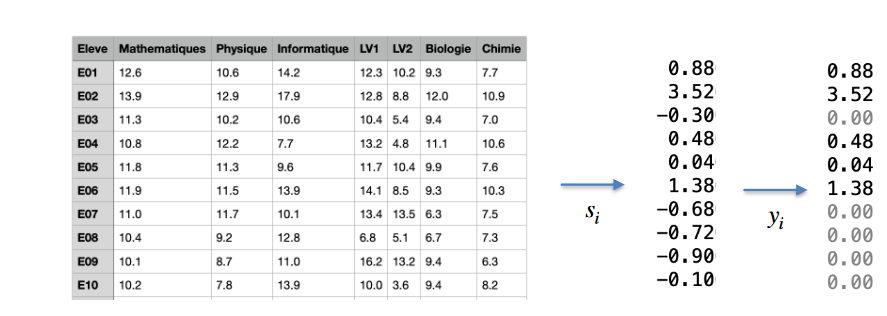 Eleve Mathematiques Physique Informatique LV1 LV2 Biologie Chimie
E01 12.6 10.6 14.2 12.3 10.2 9.3 7.7
E02 13.9 12.9 17.9 12.8 8.8 12.0 10.9
E03 11.3 10.2 10.6 10.4 5.4 9.4 7.0
E04 10.8 12.2 7.7 13.2 4.8 11.1 10.6
E05 11.8 11.3 9.6 11.7 10.4 9.9 7.6
E06 11.9 11.5 13.9 14.1 8.5 9.3 10.3
E07 11.0 11.7 10.1 13.4 13.5 6.3 7.5
E08 10.4 9.2 12.8 6.8 5.1 6.7 7.3
E09 10.1 8.7 11.0 16.2 13.2 9.4 6.3
E10 10.2 7.8 13.9 10.0 3.6 9.4 8.2
si
0.88
3.52
-0.30
0.48
0.04
1.38
-0.68
-0.72
-0.90
-0.10
yi
0.88
3.52
0.00
0.48
0.04
1.38
0.00
0.00
0.00
0.00